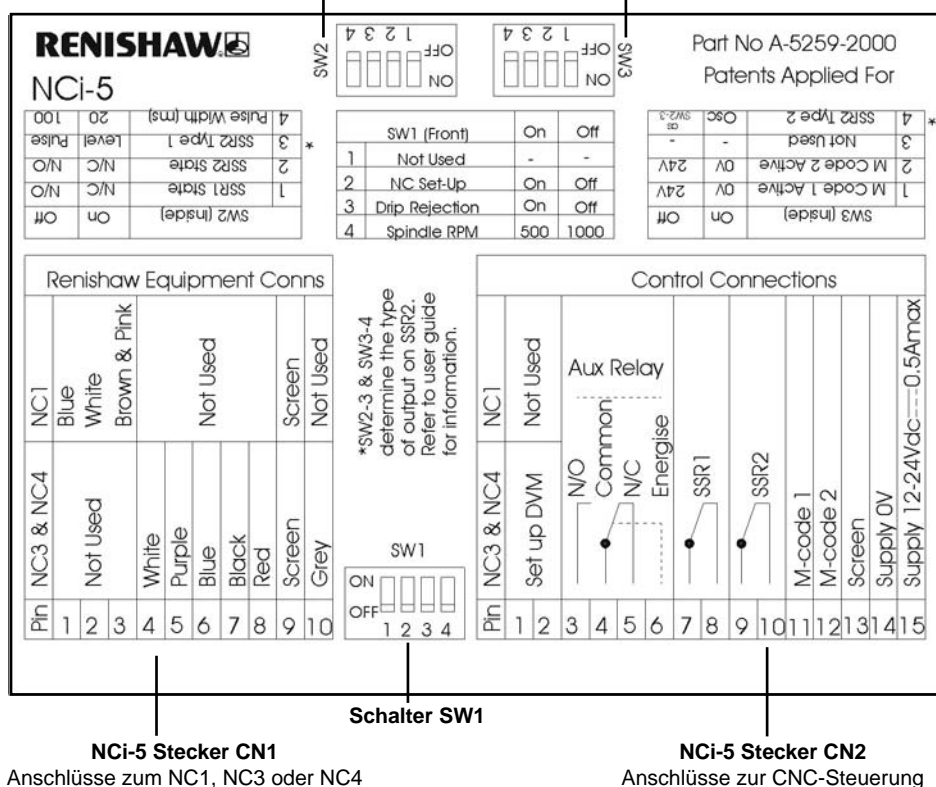 RENISHAW
NCi-5
SW2
4 3 2 1
OFF
ON
4 3 2 1
OFF
ON
SW3
Part No A-5259-2000
Patents Applied For
SW2 (Inside) On Off
1 SSR1 State N/C N/O
2 SSR2 State N/C N/O
3 SSR2 Type 1 Level Pulse *
4 Pulse Width (ms) 20 100
SW1 (Front) On Off
1 Not Used - -
2 NC Set-Up On Off
3 Drip Rejection On Off
4 Spindle RPM 500 1000
SW3 (Inside) On Off
1 M Code 1 Active 0V 24V
2 M Code 2 Active 0V 24V
3 Not Used - -
4 SSR2 Type 2 Osc as SW2-3 *
Renishaw Equipment Conns
Pin NC3 & NC4 NC1
1 Blue
2 Not Used White
3 Brown & Pink
4 White
5 Purple
6 Blue Not Used
7 Black
8 Red
9 Screen Screen
10 Grey Not Used
*SW2-3 & SW3-4
determine the type
of output on SSR2.
Refer to user guide
for information.
SW1
ON
OFF
1 2 3 4
Control Connections
Pin NC3 & NC4 NC1
1 2 Set up DVM Not Used
Aux Relay
3 N/O
4 Common
5 N/C
6 Energise
7 8 SSR1
9 10 SSR2
11 M-code 1
12 M-code 2
13 Screen
14 Supply 0V
15 Supply 12-24Vdc---0.5Amax
Schalter SW1
NCi-5 Stecker CN1
Anschlüsse zum NC1, NC3 oder NC4
NCi-5 Stecker CN2
Anschlüsse zur CNC-Steuerung